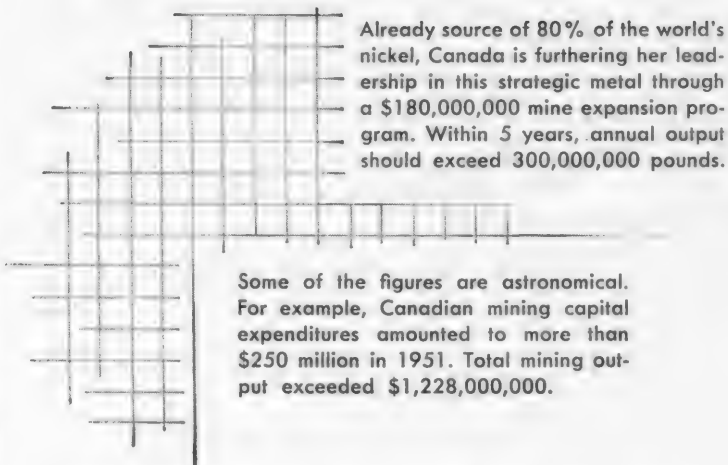 Already source of 80% of the world's
nickel, Canada is furthering her lead-
ership in this strategic metal through
a $180,000,000 mine expansion pro-
gram. Within 5 years, annual output
should exceed 300,000,000 pounds.
Some of the figures are astronomical.
For example, Canadian mining capital
expenditures amounted to more than
$250 million in 1951. Total mining out-
put exceeded $1,228,000,000.